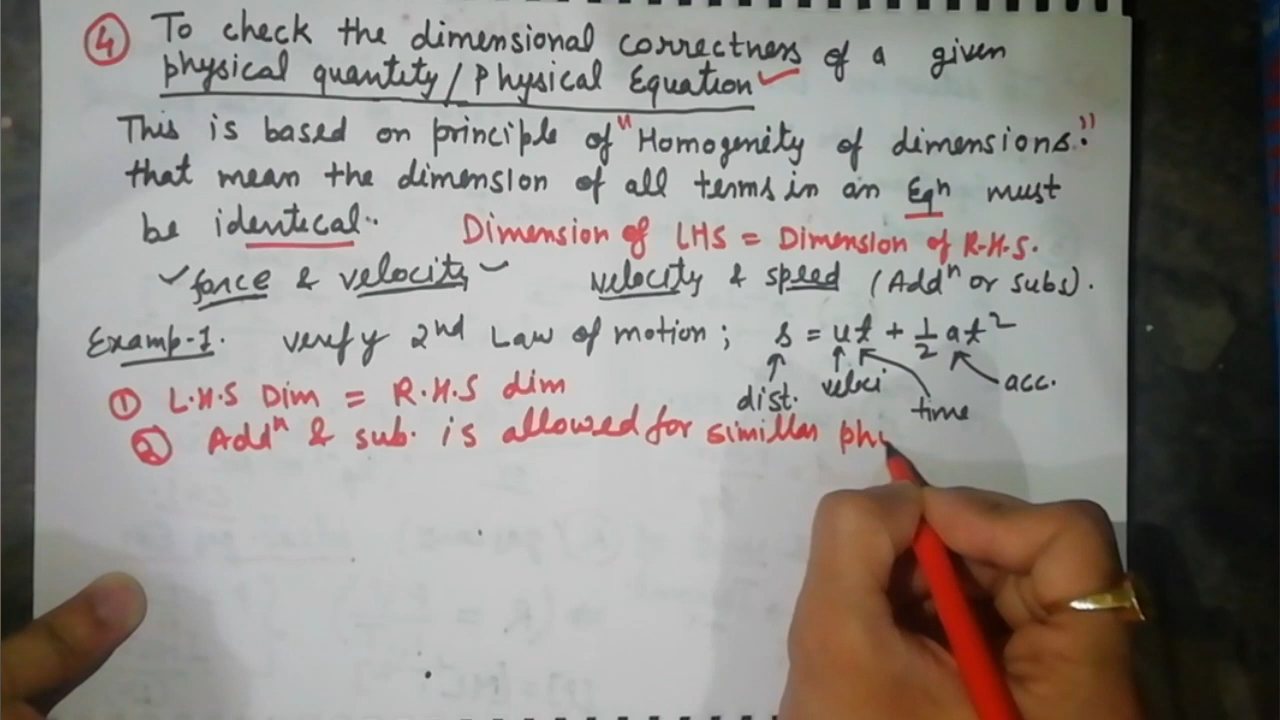 4 To check the dimensional correctness of a given
physical quantity / Physical Equation
This is based on principle of "Homogenity of dimensions."
that mean the dimension of all terms in an Eqn must
be identical.. Dimension of LHS = Dimension of R.H.S.
force & velocity velocity & speed (Addn or subs).
Examp-1. verify 2nd Law of motion; s = ut + 1/2 at²
dist. veloci time acc.
1 L.H.S Dim = R.H.S dim
2 Addn & sub. is allowed for simillar phy